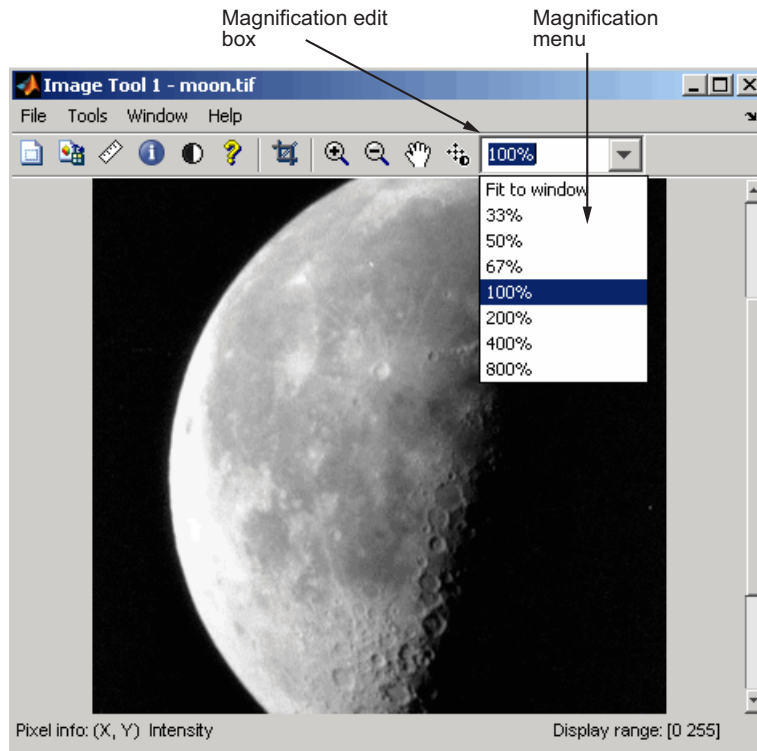 Magnification edit
box
Magnification
menu
Image Tool 1 - moon.tif
File Tools Window Help
100%
Fit to window
33%
50%
67%
100%
200%
400%
800%
Pixel info: (X, Y) Intensity
Display range: [0 255]